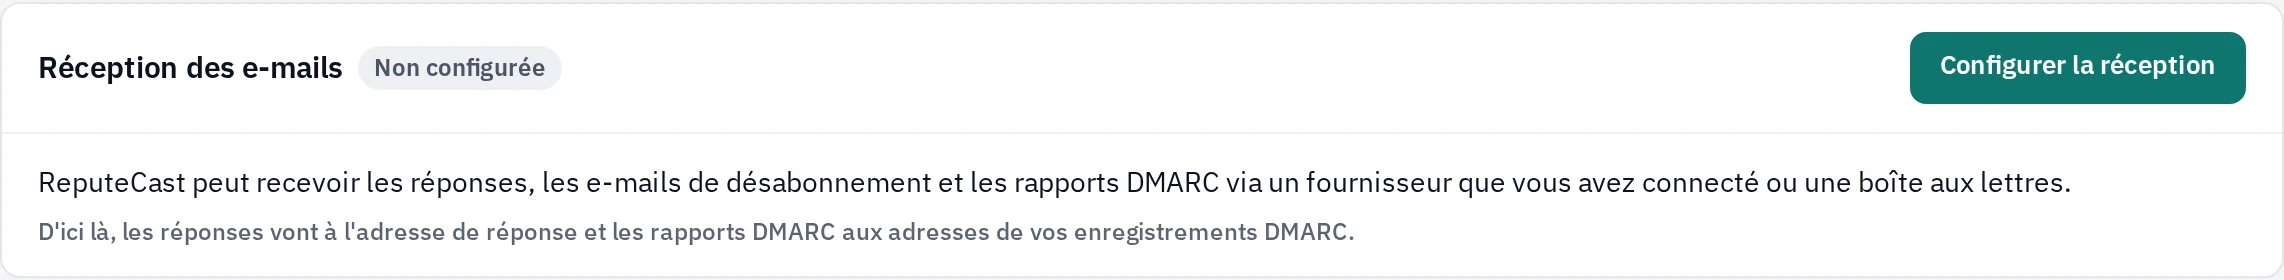 Réception des e-mails
Non configurée
Configurer la réception
ReputeCast peut recevoir les réponses, les e-mails de désabonnement et les rapports DMARC via un fournisseur que vous avez connecté ou une boîte aux lettres.
D'ici là, les réponses vont à l'adresse de réponse et les rapports DMARC aux adresses de vos enregistrements DMARC.